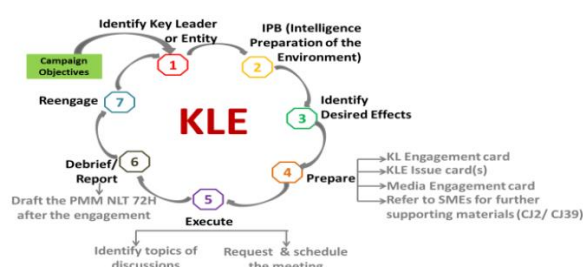 Identify Key Leader
or Entity
IPB (Intelligence
Preparation of the
Environment)
Campaign
Objectives
1
2
Reengage
7
KLE
3
Identify
Desired Effects
Debrief/
Report
6
4
Prepare
KL Engagement card
KLE Issue card(s)
Media Engagement card
Refer to SMEs for further
supporting materials (CJ2/ CJ39)
Draft the PMM NLT 72H
after the engagement
5
Execute
Identify topics of
discussions
Request & schedule
the meeting